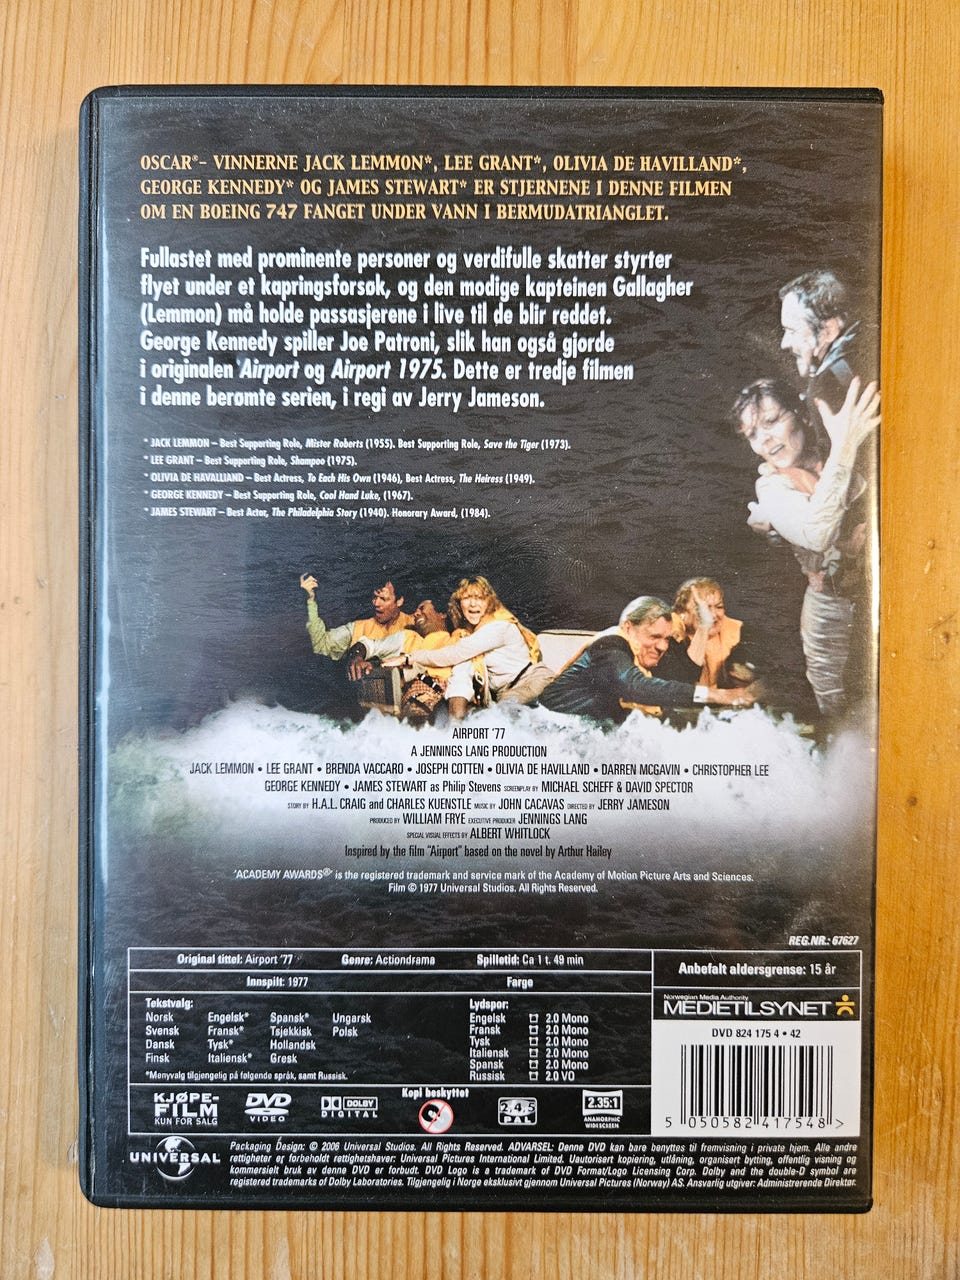 OSCAR®- VINNERNE JACK LEMMON*, LEE GRANT*, OLIVIA DE HAVILLAND*,
GEORGE KENNEDY* OG JAMES STEWART* ER STJERNENE I DENNE FILMEN
OM EN BOEING 747 FANGET UNDER VANN I BERMUDATRIANGLET.
Fullastet med prominente personer og verdifulle skatter styrter
flyet under et kapringsforsøk, og den modige kapteinen Gallagher
(Lemmon) må holde passasjerene i live til de blir reddet.
George Kennedy spiller Joe Patroni, slik han også gjorde
i originalen Airport og Airport 1975. Dette er tredje filmen
i denne berømte serien, i regi av Jerry Jameson.
* JACK LEMMON – Best Supporting Role, Mister Roberts (1955). Best Supporting Role, Save the Tiger (1973).
* LEE GRANT – Best Supporting Role, Shampoo (1975).
* OLIVIA DE HAVALLIAND – Best Actress, To Each His Own (1946), Best Actress, The Heiress (1949).
* GEORGE KENNEDY – Best Supporting Role, Cool Hand Luke, (1967).
* JAMES STEWART – Best Actor, The Philadelphia Story (1940). Honorary Award, (1984).
AIRPORT '77
A JENNINGS LANG PRODUCTION
JACK LEMMON • LEE GRANT • BRENDA VACCARO • JOSEPH COTTEN • OLIVIA DE HAVILLAND • DARREN MCGAVIN • CHRISTOPHER LEE
GEORGE KENNEDY • JAMES STEWART as Philip Stevens SCREENPLAY BY MICHAEL SCHEFF & DAVID SPECTOR
STORY BY H.A.L. CRAIG and CHARLES KUENSTLE MUSIC BY JOHN CACAVAS DIRECTED BY JERRY JAMESON
PRODUCED BY WILLIAM FRYE EXECUTIVE PRODUCER JENNINGS LANG
SPECIAL VISUAL EFFECTS BY ALBERT WHITLOCK
Inspired by the film "Airport" based on the novel by Arthur Hailey
'ACADEMY AWARDS®' is the registered trademark and service mark of the Academy of Motion Picture Arts and Sciences.
Film © 1977 Universal Studios. All Rights Reserved.
REG.NR.: 67627
Original tittel: Airport '77 Genre: Actiondrama Spilletid: Ca 1 t. 49 min
Innspilt: 1977 Farge
Anbefalt aldersgrense: 15 år
Tekstvalg:
Norsk Engelsk* Spansk* Ungarsk
Svensk Fransk* Tsjekkisk Polsk
Dansk Tysk* Hollandsk
Finsk Italiensk* Gresk
*Menyvalg tilgjengelig på følgende språk, samt Russisk.
Lydspor:
Engelsk 2.0 Mono
Fransk 2.0 Mono
Tysk 2.0 Mono
Italiensk 2.0 Mono
Spansk 2.0 Mono
Russisk 2.0 VO
Norwegian Media Authority
MEDIETILSYNET
DVD 824 175 4 • 42
5 050582 417548 >
KJØPE-
FILM
KUN FOR SALG
DVD
VIDEO
DOLBY
DIGITAL
Kopi beskyttet
2,4,5
PAL
2.35:1
ANAMORPHIC
WIDESCREEN
UNIVERSAL
Packaging Design: © 2006 Universal Studios. All Rights Reserved. ADVARSEL: Denne DVD kan bare benyttes til fremvisning i private hjem. Alle andre
rettigheter er forbeholdt rettighetshaver: Universal Pictures International Limited. Uautorisert kopiering, utlåning, organisert bytting, offentlig visning og
kommersielt bruk av denne DVD er forbudt. DVD Logo is a trademark of DVD Format/Logo Licensing Corp. Dolby and the double-D symbol are
registered trademarks of Dolby Laboratories. Tilgjengelig i Norge eksklusivt gjennom Universal Pictures (Norway) AS. Ansvarlig utgiver: Administrerende Direktør.